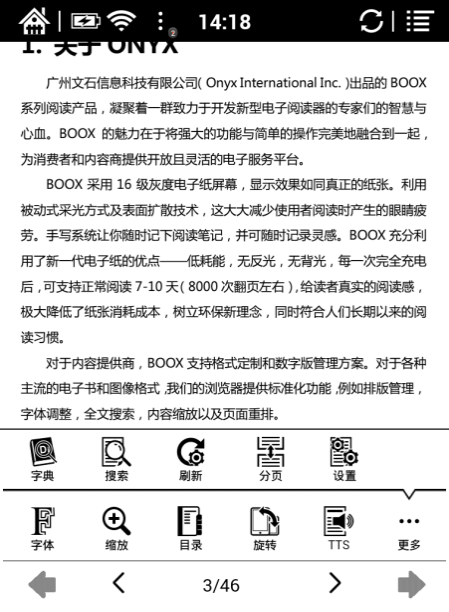 14:18
2
1. 关于 ONYX
广州文石信息科技有限公司( Onyx International Inc. )出品的 BOOX
系列阅读产品，凝聚着一群致力于开发新型电子阅读器的专家们的智慧与
心血。BOOX 的魅力在于将强大的功能与简单的操作完美地融合到一起，
为消费者和内容商提供开放且灵活的电子服务平台。
BOOX 采用 16 级灰度电子纸屏幕，显示效果如同真正的纸张。利用
被动式采光方式及表面扩散技术，这大大减少使用者阅读时产生的眼睛疲
劳。手写系统让你随时记下阅读笔记，并可随时记录灵感。BOOX 充分利
用了新一代电子纸的优点——低耗能，无反光，无背光，每一次完全充电
后，可支持正常阅读 7-10 天( 8000 次翻页左右)，给读者真实的阅读感，
极大降低了纸张消耗成本，树立环保新理念，同时符合人们长期以来的阅
读习惯。
对于内容提供商，BOOX 支持格式定制和数字版管理方案。对于各种
主流的电子书和图像格式，我们的浏览器提供标准化功能，例如排版管理，
字体调整，全文搜索，内容缩放以及页面重排。
字典 搜索 刷新 分页 设置
字体 缩放 目录 旋转 TTS 更多
3/46